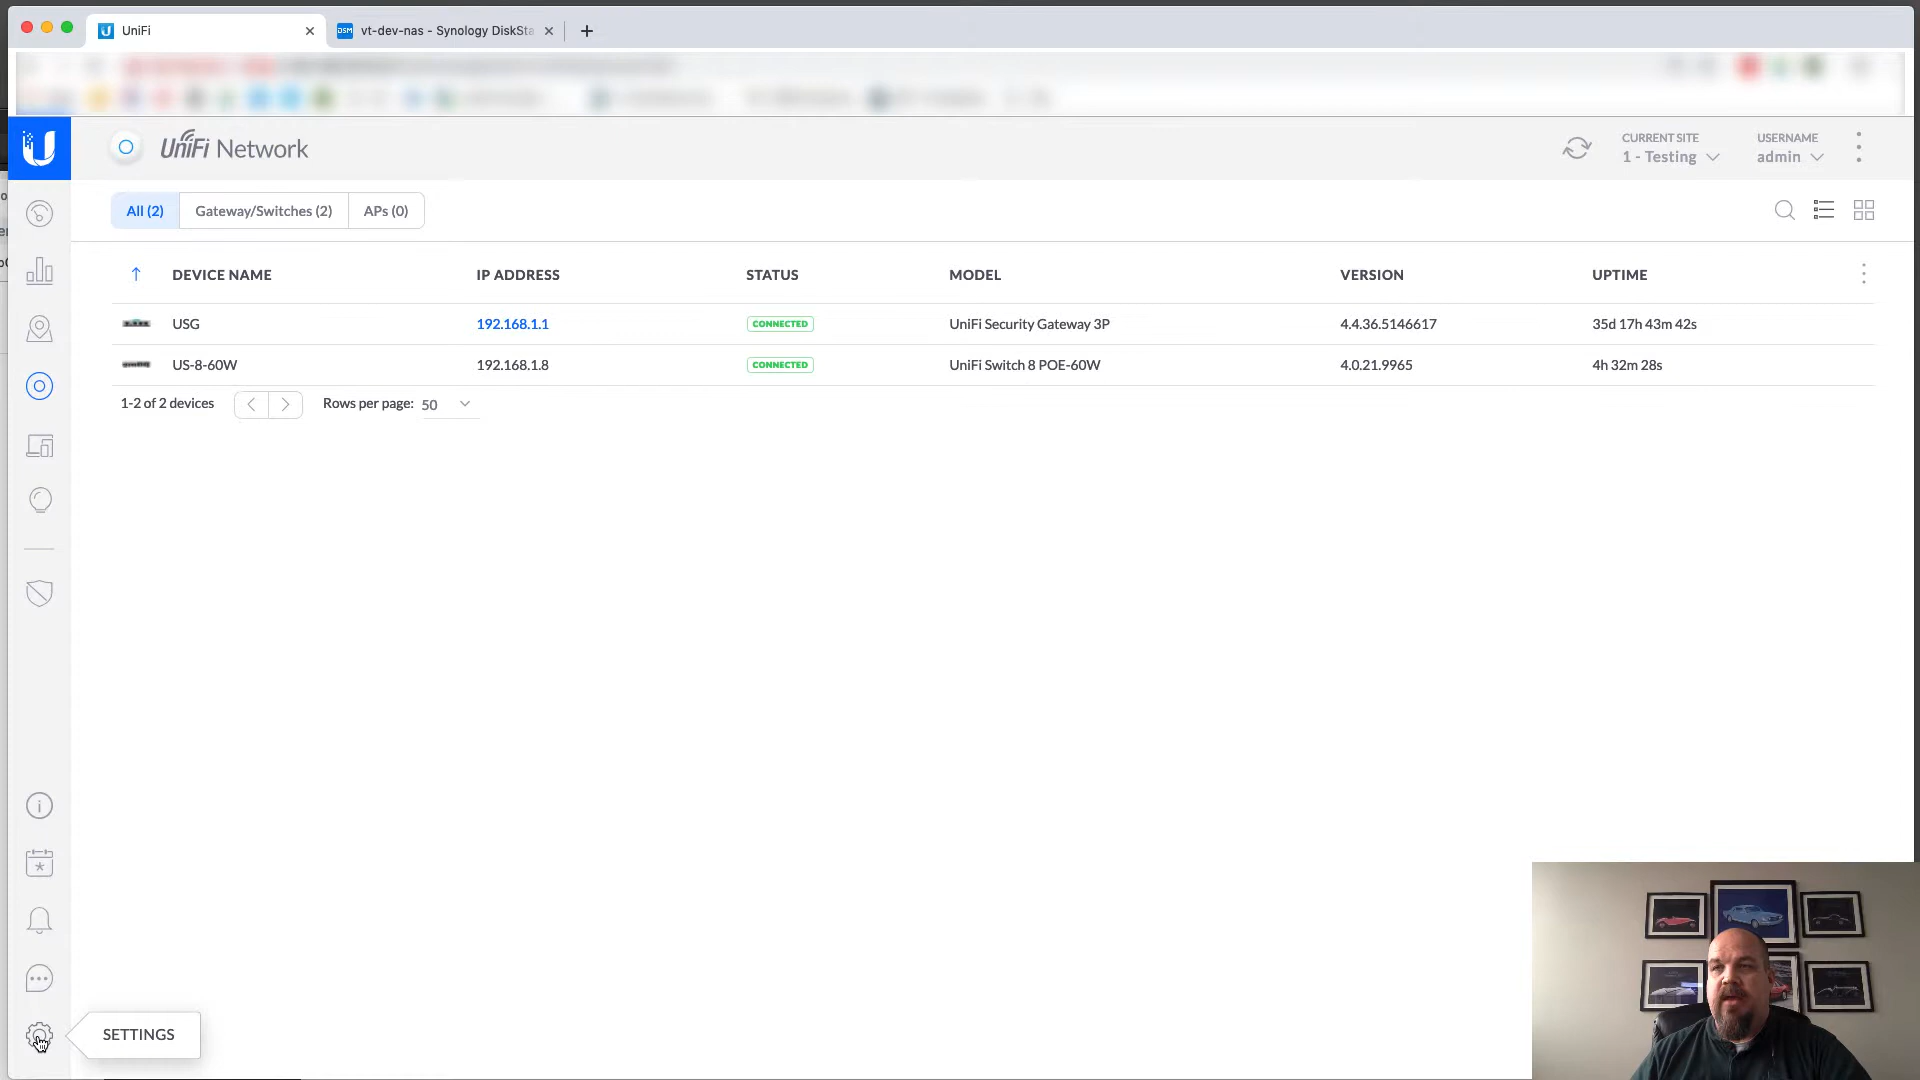 UniFi
DSM vt-dev-nas - Synology DiskSta
UniFi Network
CURRENT SITE
1 - Testing
USERNAME
admin
All (2)
Gateway/Switches (2)
APs (0)
DEVICE NAME IP ADDRESS STATUS MODEL VERSION UPTIME
USG 192.168.1.1 CONNECTED UniFi Security Gateway 3P 4.4.36.5146617 35d 17h 43m 42s
US-8-60W 192.168.1.8 CONNECTED UniFi Switch 8 POE-60W 4.0.21.9965 4h 32m 28s
1-2 of 2 devices Rows per page: 50
SETTINGS